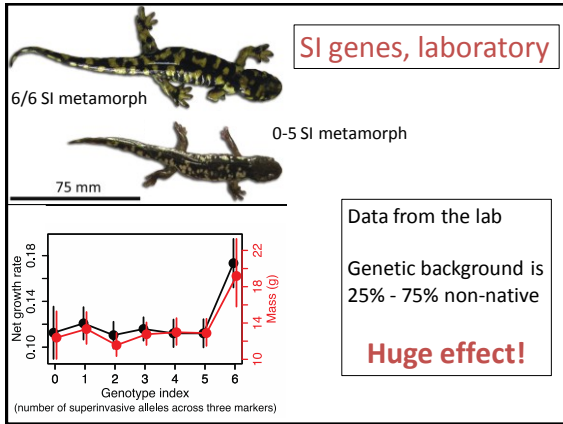 SI genes, laboratory
6/6 SI metamorph
0-5 SI metamorph
75 mm
Data from the lab
Genetic background is
25% - 75% non-native
Huge effect!
Net growth rate
0.18
0.14
0.10
22
18
14
10
Mass (g)
0 1 2 3 4 5 6
Genotype index
(number of superinvasive alleles across three markers)